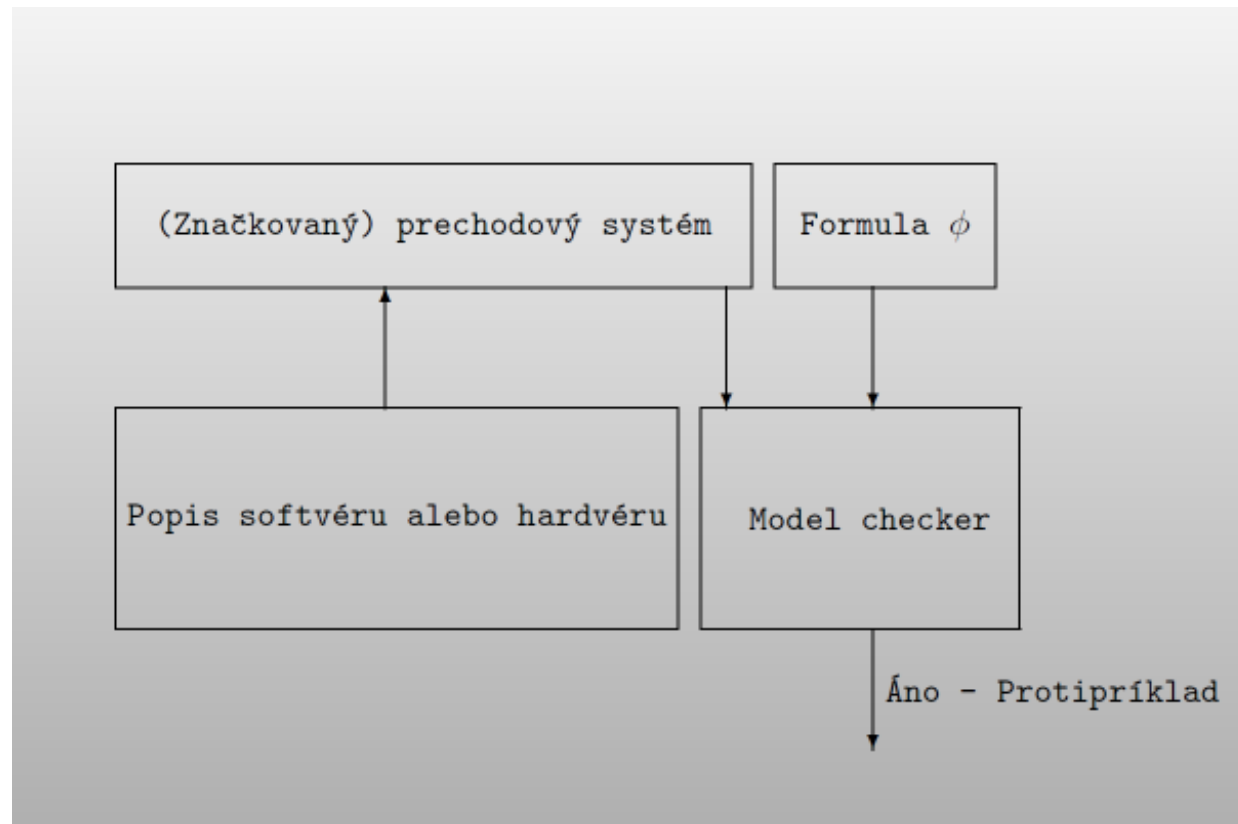 (Značkovaný) prechodový systém
Formula ϕ
Popis softvéru alebo hardvéru
Model checker
Áno - Protipríklad